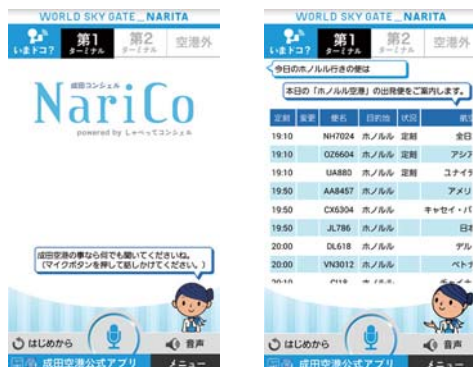 WORLD SKY GATE_NARITA
いまドコ?
第1
ターミナル
第2
ターミナル
空港外
成田コンシェル
NariCo
powered by しゃべってコンシェル
成田空港の事なら何でも聞いてくださいね。
(マイクボタンを押して話しかけてください。)
はじめから
音声
成田空港公式アプリ
メニュー
WORLD SKY GATE_NARITA
いまドコ?
第1
ターミナル
第2
ターミナル
空港外
今日のホノルル行きの便は
本日の「ホノルル空港」の出発便をご案内します。
定刻 変更 便名 目的地 状況 航
19:10 NH7024 ホノルル 定刻 全日
19:10 OZ6604 ホノルル 定刻 アシア
19:10 UA880 ホノルル 定刻 ユナイ
19:50 AA8457 ホノルル アメリ
19:50 CX6304 ホノルル キャセイ・パ
19:50 JL786 ホノルル 日本
20:00 DL618 ホノルル デル
20:00 VN3012 ホノルル ベトナ
はじめから
音声
成田空港公式アプリ
メニュー